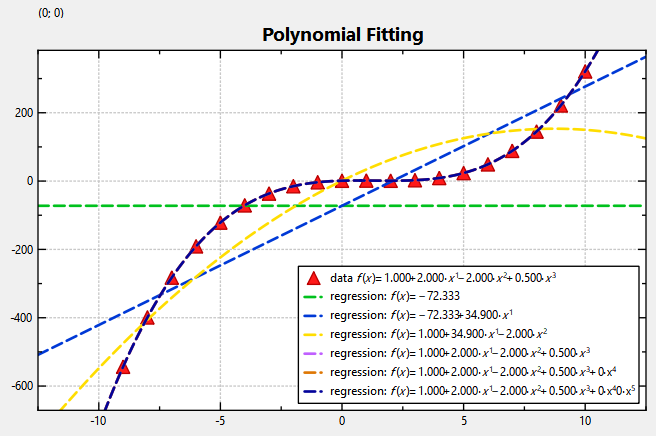 (0; 0)
Polynomial Fitting
200
0
-200
-400
-600
-10
-5
0
5
10
data f(x)= 1.000+2.000· x¹−2.000· x²+0.500· x³
regression: f(x)= −72.333
regression: f(x)= −72.333+34.900· x¹
regression: f(x)= 1.000+34.900· x¹−2.000· x²
regression: f(x)= 1.000+2.000· x¹−2.000· x²+0.500· x³
regression: f(x)= 1.000+2.000· x¹−2.000· x²+0.500· x³+0·x⁴
regression: f(x)= 1.000+2.000· x¹−2.000· x²+0.500· x³+0·x⁴0·x⁵